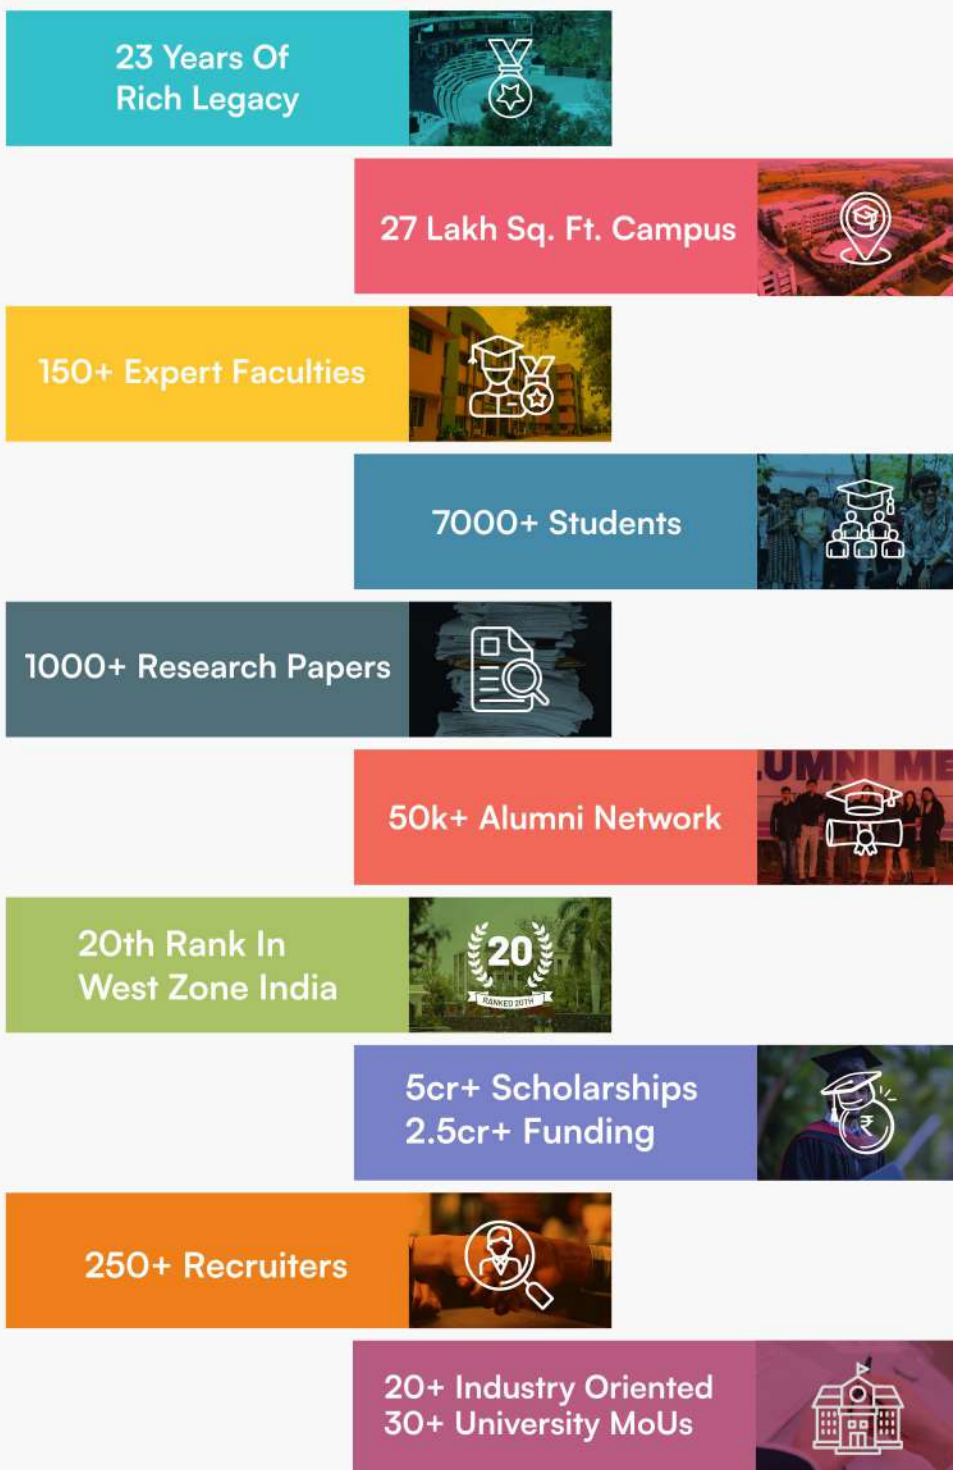 23 Years Of
Rich Legacy
27 Lakh Sq. Ft. Campus
150+ Expert Faculties
7000+ Students
1000+ Research Papers
UMNI ME
50k+ Alumni Network
20th Rank In
West Zone India
20
RANKED 20TH
5cr+ Scholarships
2.5cr+ Funding
₹
250+ Recruiters
20+ Industry Oriented
30+ University MoUs